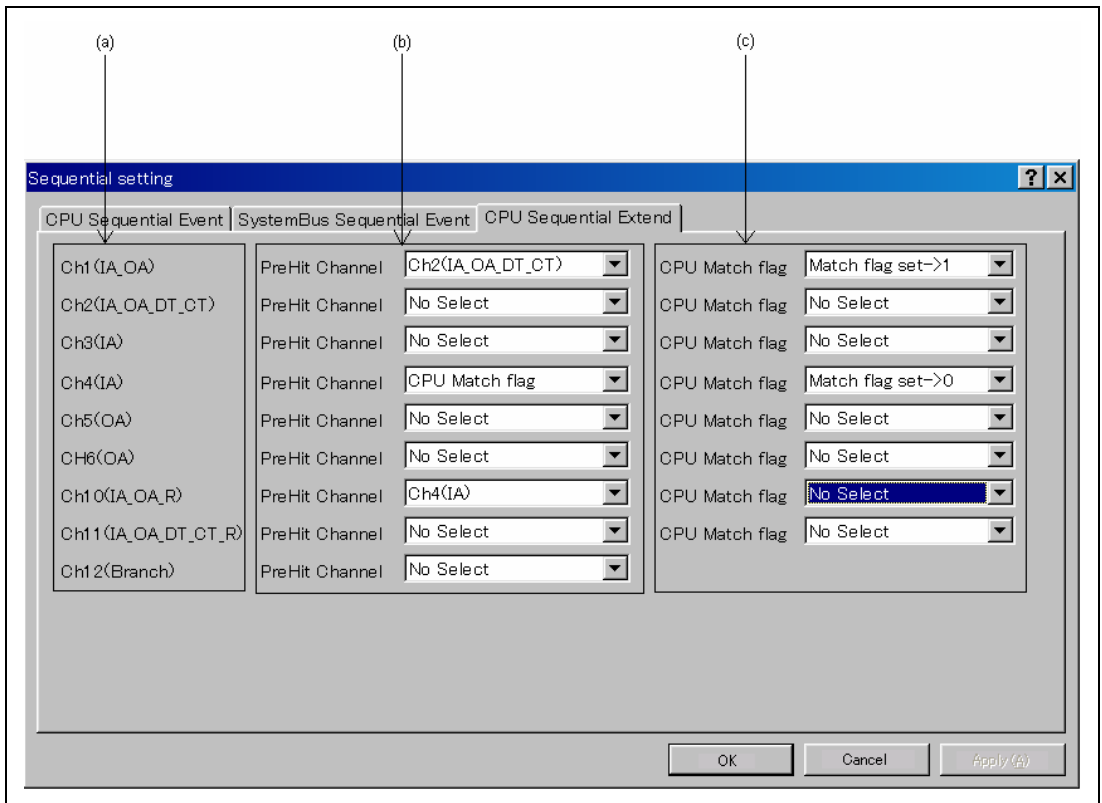 (a) (b) (c)
Sequential setting
CPU Sequential Event SystemBus Sequential Event CPU Sequential Extend
Ch1(IA_OA) PreHit Channel Ch2(IA_OA_DT_CT) CPU Match flag Match flag set->1
Ch2(IA_OA_DT_CT) PreHit Channel No Select CPU Match flag No Select
Ch3(IA) PreHit Channel No Select CPU Match flag No Select
Ch4(IA) PreHit Channel CPU Match flag CPU Match flag Match flag set->0
Ch5(OA) PreHit Channel No Select CPU Match flag No Select
CH6(OA) PreHit Channel No Select CPU Match flag No Select
Ch10(IA_OA_R) PreHit Channel Ch4(IA) CPU Match flag No Select
Ch11(IA_OA_DT_CT_R) PreHit Channel No Select CPU Match flag No Select
Ch12(Branch) PreHit Channel No Select
OK Cancel Apply(A)